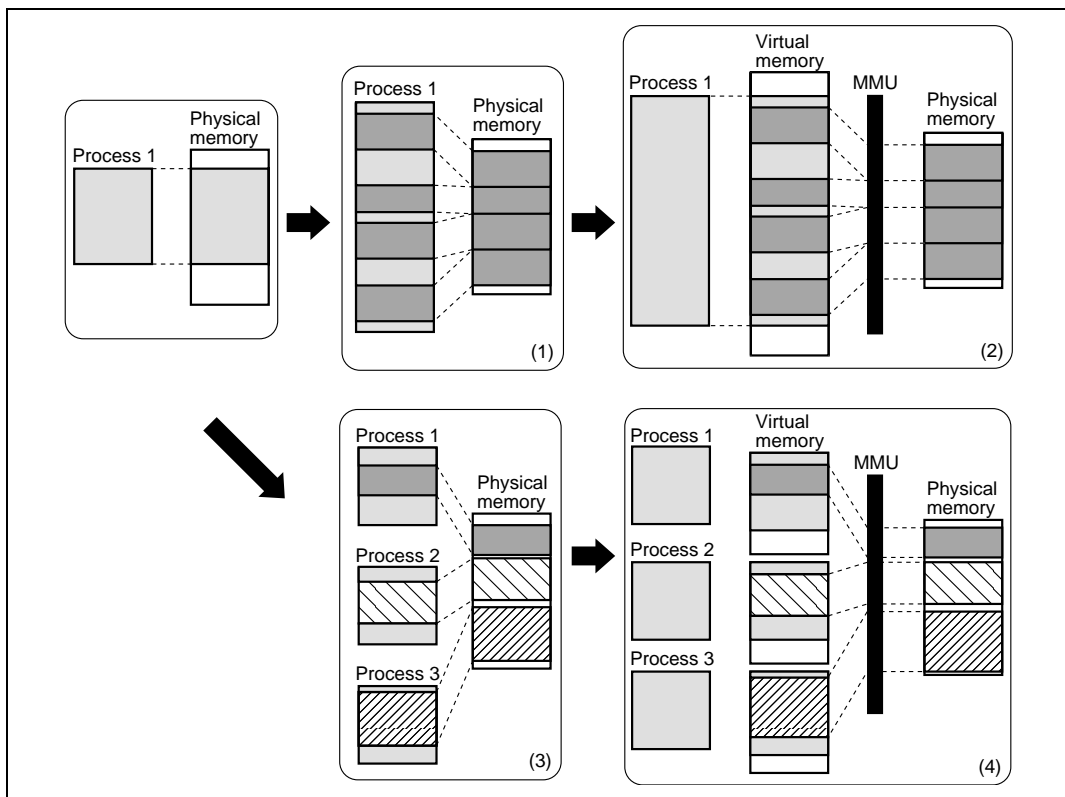 Process 1
Physical
memory
Process 1
Physical
memory
(1)
Process 1
Virtual
memory
MMU
Physical
memory
(2)
Process 1
Process 2
Process 3
Physical
memory
(3)
Process 1
Process 2
Process 3
Virtual
memory
MMU
Physical
memory
(4)